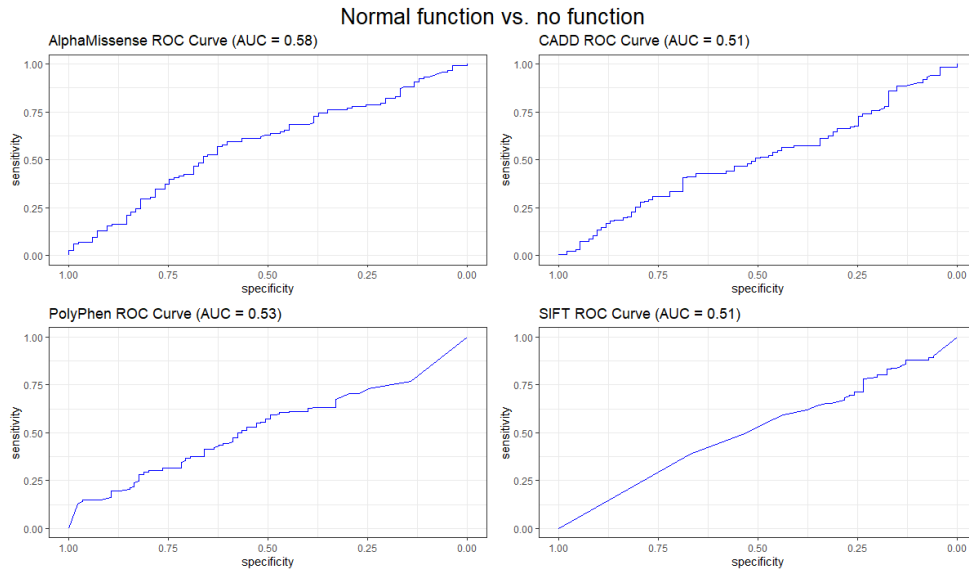 Normal function vs. no function
AlphaMissense ROC Curve (AUC = 0.58)
1.00
0.75
0.50
0.25
0.00
sensitivity
1.00 0.75 0.50 0.25 0.00
specificity
CADD ROC Curve (AUC = 0.51)
1.00
0.75
0.50
0.25
0.00
sensitivity
1.00 0.75 0.50 0.25 0.00
specificity
PolyPhen ROC Curve (AUC = 0.53)
1.00
0.75
0.50
0.25
0.00
sensitivity
1.00 0.75 0.50 0.25 0.00
specificity
SIFT ROC Curve (AUC = 0.51)
1.00
0.75
0.50
0.25
0.00
sensitivity
1.00 0.75 0.50 0.25 0.00
specificity